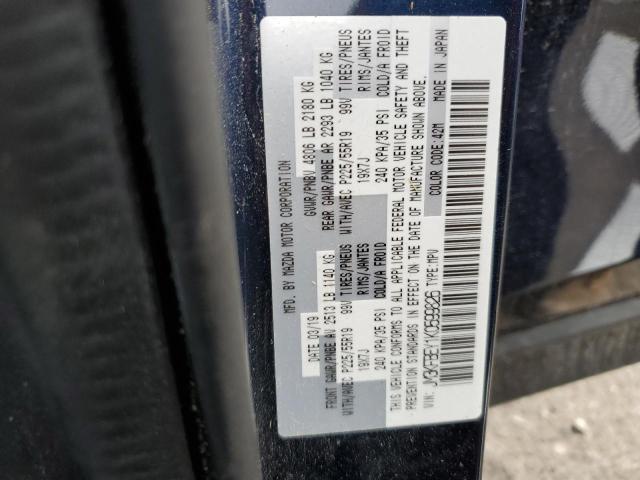 MFD. BY MAZDA MOTOR CORPORATION
DATE 03/19 GVWR/PNBV 4806 LB 2180 KG
FRONT GAWR/PNBE AV 2513 LB 1140 KG REAR GAWR/PNBE AR 2293 LB 1040 KG
WITH/AVEC P225/55R19 99V TIRES/PNEUS WITH/AVEC P225/55R19 99V TIRES/PNEUS
19X7J RIMS/JANTES 19X7J RIMS/JANTES
240 KPA/35 PSI COLD/A FROID 240 KPA/35 PSI COLD/A FROID
THIS VEHICLE CONFORMS TO ALL APPLICABLE FEDERAL MOTOR VEHICLE SAFETY AND THEFT
PREVENTION STANDARDS IN EFFECT ON THE DATE OF MANUFACTURE SHOWN ABOVE.
VIN: TYPE:MPV COLOR CODE:42M MADE IN JAPAN